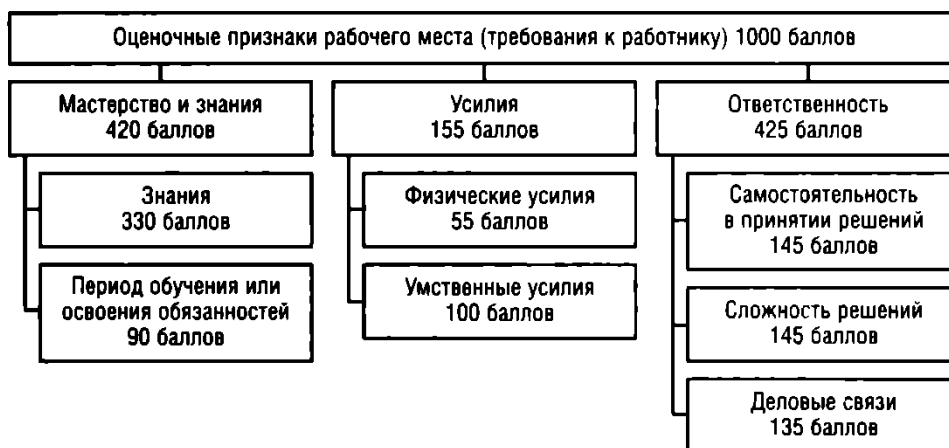 Оценочные признаки рабочего места (требования к работнику) 1000 баллов
Мастерство и знания
420 баллов
Знания
330 баллов
Период обучения или
освоения обязанностей
90 баллов
Усилия
155 баллов
Физические усилия
55 баллов
Умственные усилия
100 баллов
Ответственность
425 баллов
Самостоятельность
в принятии решений
145 баллов
Сложность решений
145 баллов
Деловые связи
135 баллов